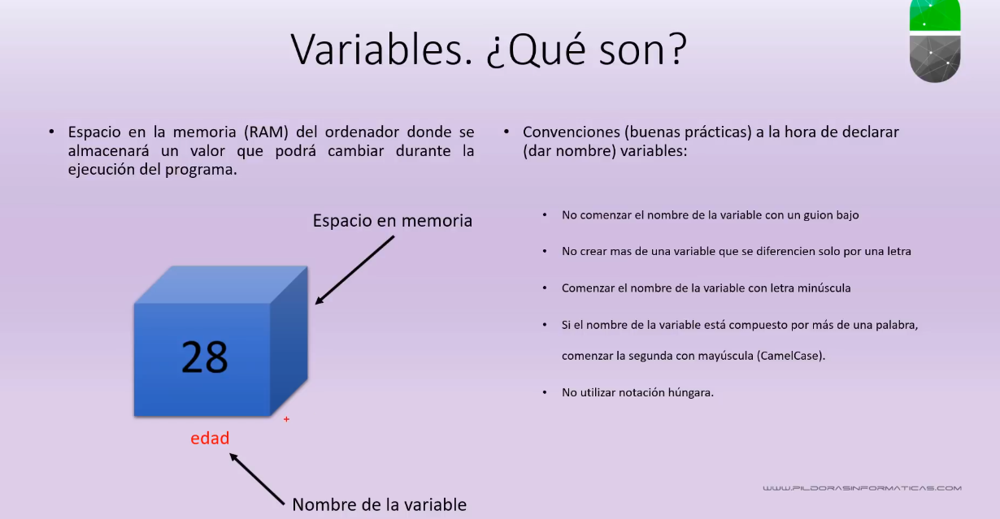 Variables. ¿Qué son?
• Espacio en la memoria (RAM) del ordenador donde se
almacenará un valor que podrá cambiar durante la
ejecución del programa.
Espacio en memoria
28
edad
Nombre de la variable
• Convenciones (buenas prácticas) a la hora de declarar
(dar nombre) variables:
• No comenzar el nombre de la variable con un guion bajo
• No crear mas de una variable que se diferencien solo por una letra
• Comenzar el nombre de la variable con letra minúscula
• Si el nombre de la variable está compuesto por más de una palabra,
comenzar la segunda con mayúscula (CamelCase).
• No utilizar notación húngara.
WWW.PILDORASINFORMATICAS.COM